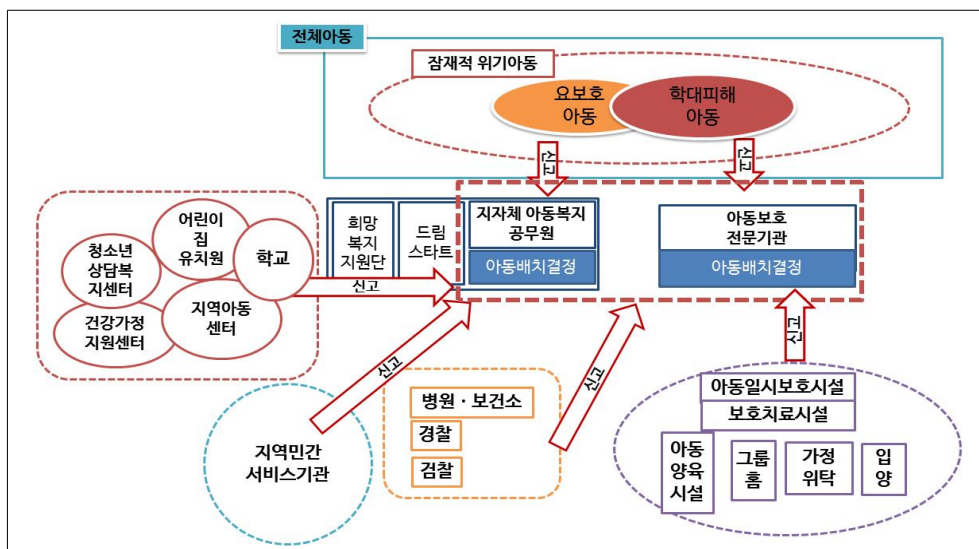 전체아동
잠재적 위기아동
요보호
아동
학대피해
아동
신고
신고
어린이
집
유치원
청소년
상담복
지센터
학교
건강가정
지원센터
지역아동
센터
희망
복지
지원단
드림
스타트
지자체 아동복지
공무원
아동배치결정
아동보호
전문기관
아동배치결정
신고
신고
신고
신고
지역민간
서비스기관
병원·보건소
경찰
검찰
아동일시보호시설
보호치료시설
아동
양육
시설
그룹
홈
가정
위탁
입
양